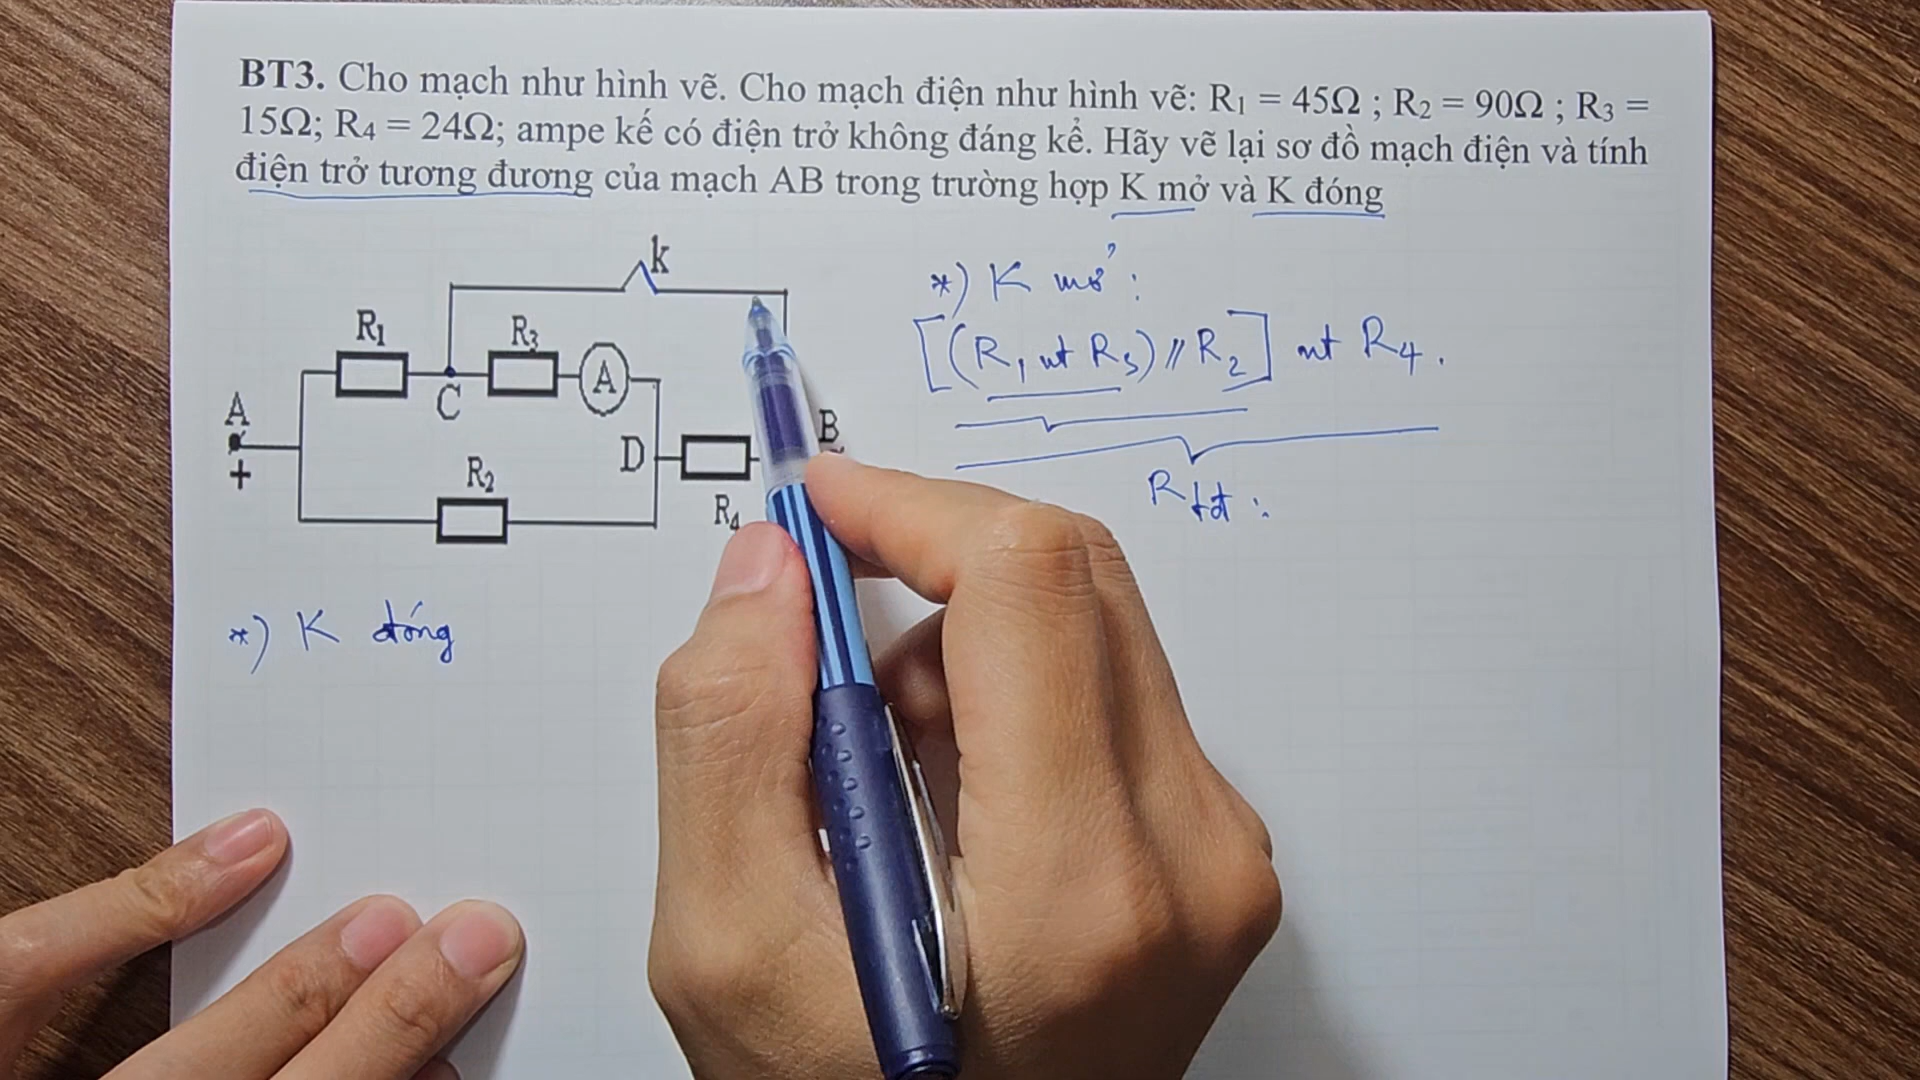 BT3. Cho mạch như hình vẽ. Cho mạch điện như hình vẽ: R1 = 45Ω ; R2 = 90Ω ; R3 =
15Ω; R4 = 24Ω; ampe kế có điện trở không đáng kể. Hãy vẽ lại sơ đồ mạch điện và tính
điện trở tương đương của mạch AB trong trường hợp K mở và K đóng
k
R1
R3
A
C
A
+
D
B
R2
R4
*) K mở :
[(R1 nt R3) // R2] nt R4 .
Rtđ :
*) K đóng